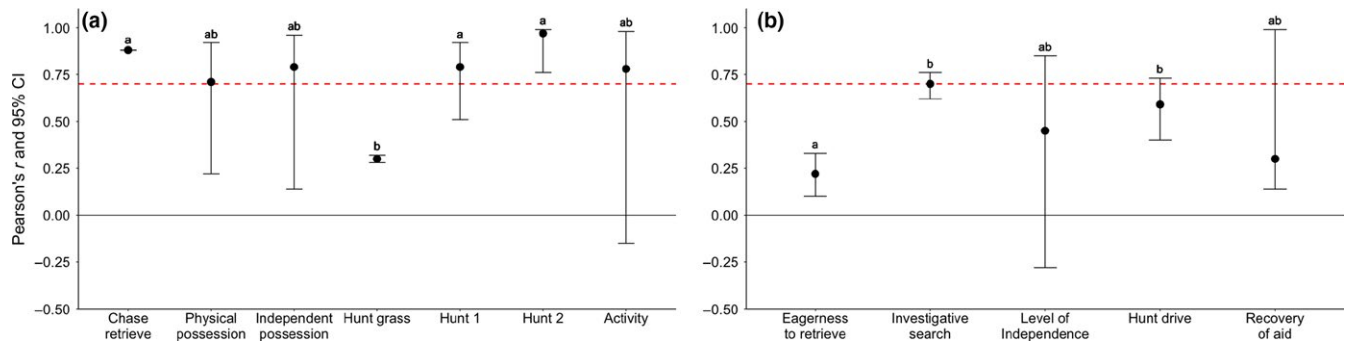 (a)
Pearson's r and 95% CI
1.00
0.75
0.50
0.25
0.00
–0.25
–0.50
a
ab
ab
b
a
a
ab
Chase
retrieve
Physical
possession
Independent
possession
Hunt grass
Hunt 1
Hunt 2
Activity
(b)
1.00
0.75
0.50
0.25
0.00
–0.25
–0.50
a
b
ab
b
ab
Eagerness
to retrieve
Investigative
search
Level of
Independence
Hunt drive
Recovery
of aid